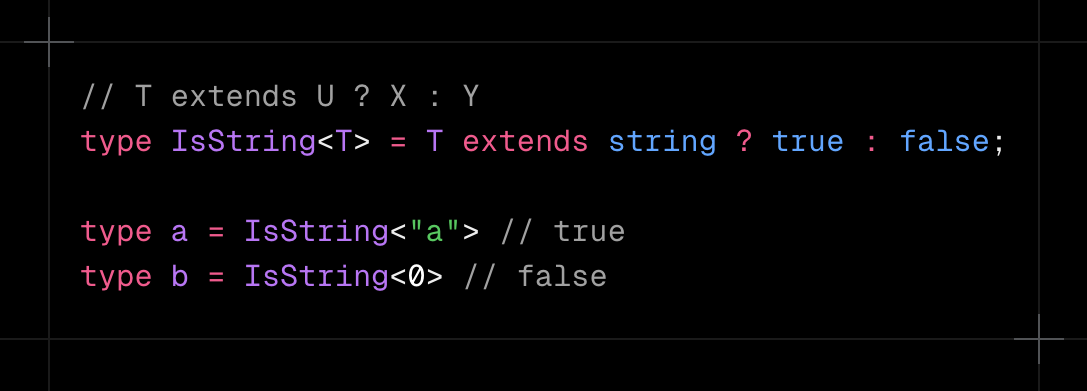 // T extends U ? X : Y
type IsString<T> = T extends string ? true : false;
type a = IsString<"a"> // true
type b = IsString<0> // false